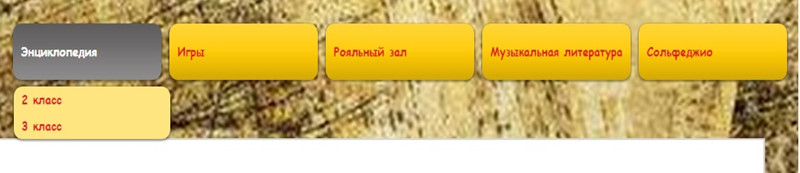 Энциклопедия
Игры
Рояльный зал
Музыкальная литература
Сольфеджио
2 класс
3 класс